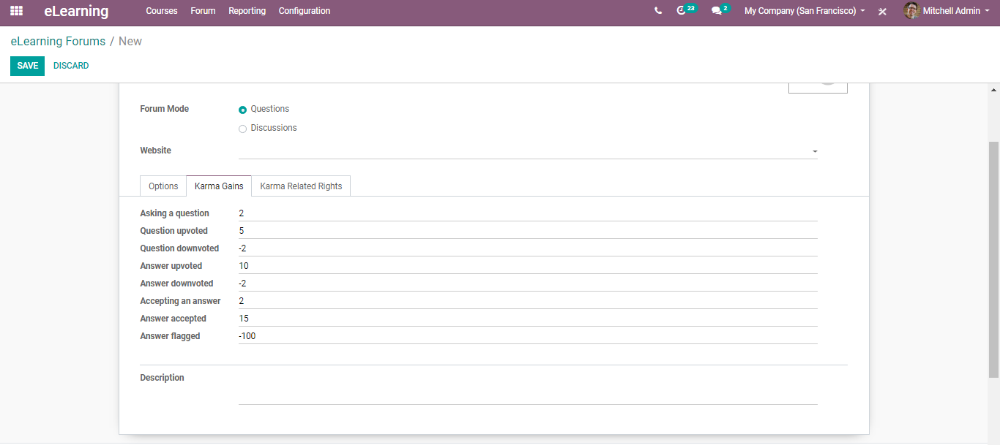 eLearning Courses Forum Reporting Configuration 23 2 My Company (San Francisco) Mitchell Admin
eLearning Forums / New
SAVE DISCARD
Forum Mode Questions
Discussions
Website
Options Karma Gains Karma Related Rights
Asking a question 2
Question upvoted 5
Question downvoted -2
Answer upvoted 10
Answer downvoted -2
Accepting an answer 2
Answer accepted 15
Answer flagged -100
Description